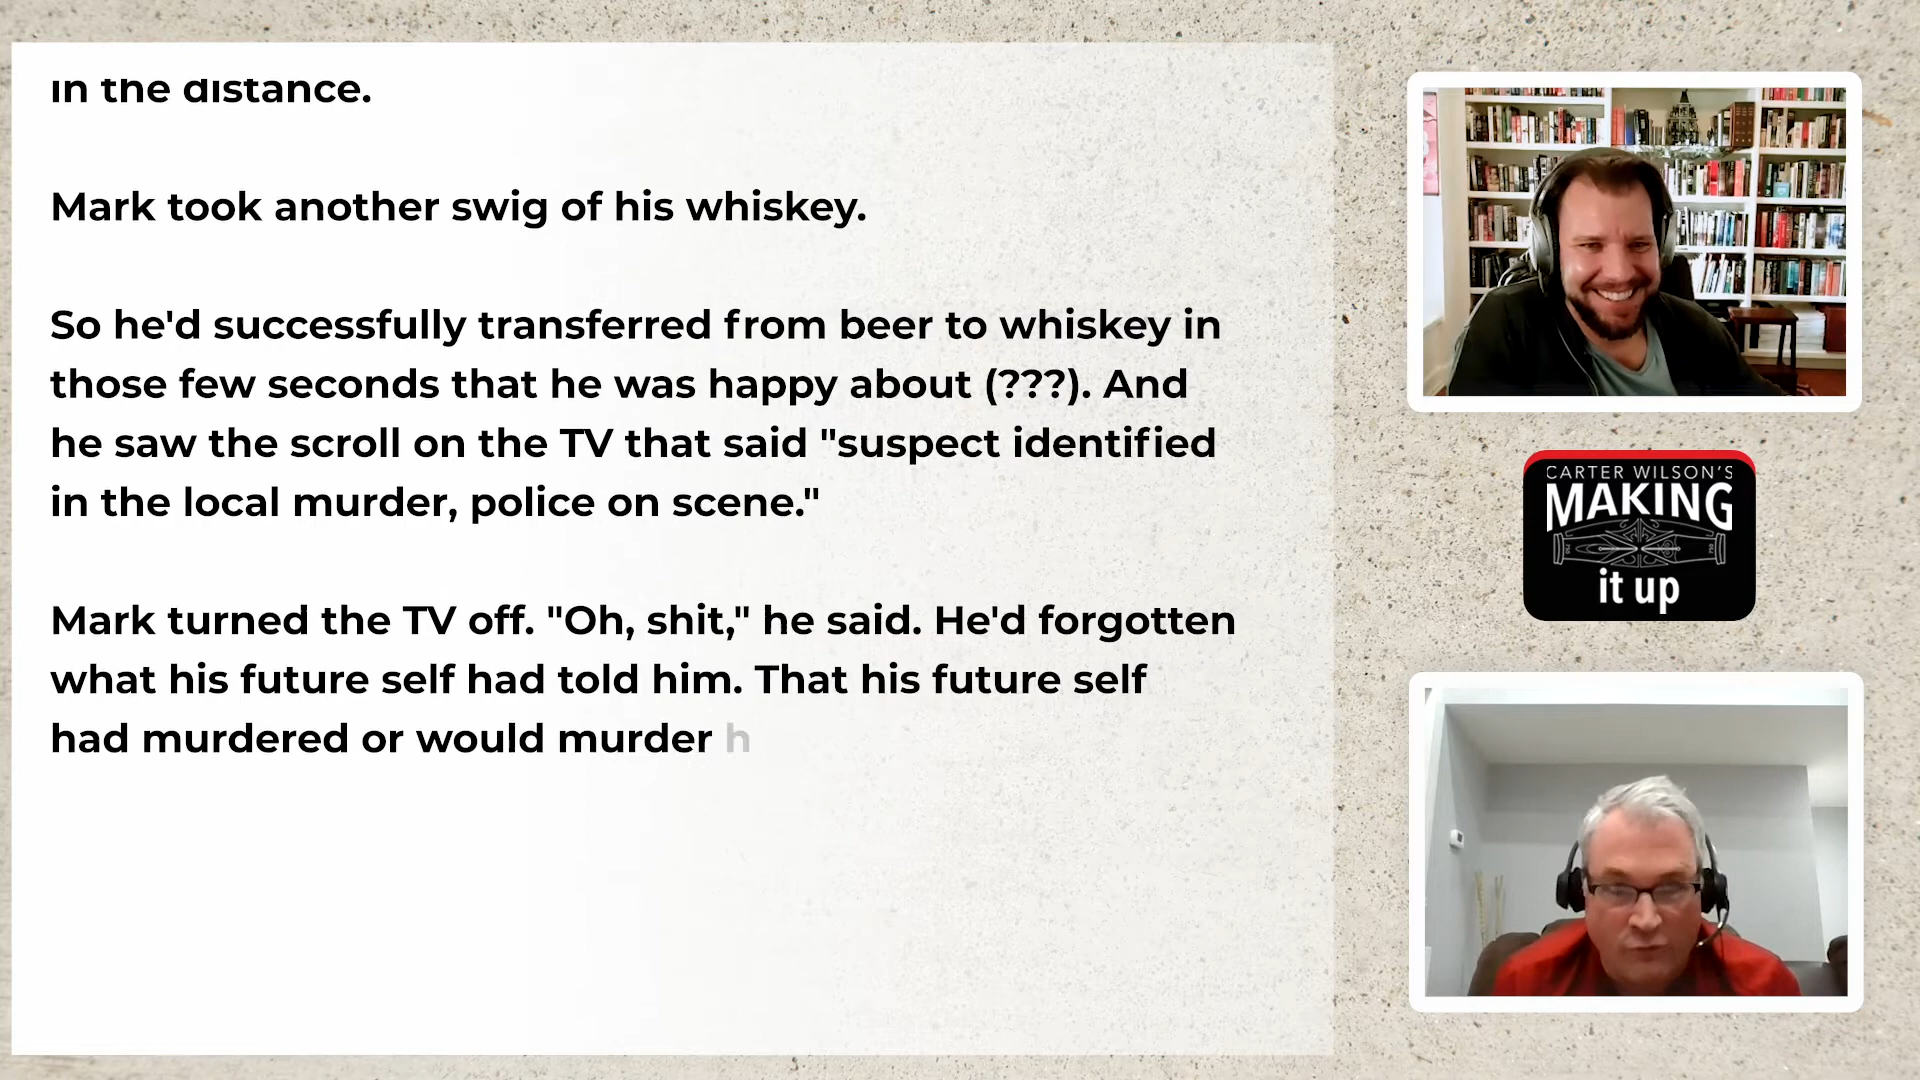 in the distance.
Mark took another swig of his whiskey.
So he'd successfully transferred from beer to whiskey in
those few seconds that he was happy about (???). And
he saw the scroll on the TV that said "suspect identified
in the local murder, police on scene."
Mark turned the TV off. "Oh, shit," he said. He'd forgotten
what his future self had told him. That his future self
had murdered or would murder h
CARTER WILSON'S
MAKING
it up